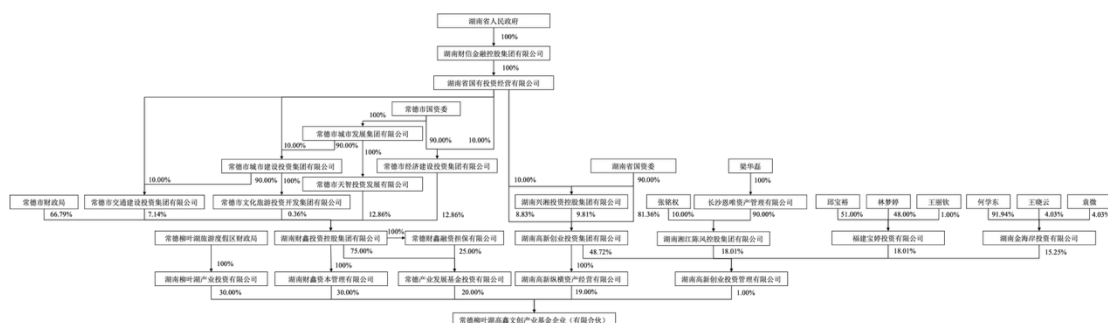 湖南省人民政府
100%
湖南财信金融控股集团有限公司
100%
湖南省国有投资经营有限公司
常德市国资委
100%
常德市城市发展集团有限公司
10.00% 90.00% 100% 90.00% 10.00%
常德市城市建设投资集团有限公司 常德市经济建设投资集团有限公司 湖南省国资委 梁华磊
10.00% 90.00% 100% 常德市天智投资发展有限公司 10.00% 90.00% 100%
常德市财政局 常德市交通建设投资集团有限公司 常德市文化旅游投资开发集团有限公司 湖南兴湘投资控股集团有限公司 张铭权 长沙恩唯资产管理有限公司 邱宝裕 林梦婷 王丽钦 何学东 王晓云 袁微
66.79% 7.14% 0.36% 12.86% 12.86% 8.83% 9.81% 81.36% 10.00% 90.00% 51.00% 48.00% 1.00% 91.94% 4.03% 4.03%
常德柳叶湖旅游度假区财政局 湖南财鑫投资控股集团有限公司 100% 常德财鑫融资担保有限公司 湖南高新创业投资集团有限公司 湖南湘江陈风控股集团有限公司 福建宝婷投资有限公司 湖南金海岸投资有限公司
75.00% 25.00% 48.72% 18.01% 18.01% 15.25%
100% 100% 100%
湖南柳叶湖产业投资有限公司 湖南财鑫资本管理有限公司 常德产业发展基金投资有限公司 湖南高新纵横资产经营有限公司 湖南高新创业投资管理有限公司
30.00% 30.00% 20.00% 19.00% 1.00%
常德柳叶湖高鑫文创产业基金企业（有限合伙）